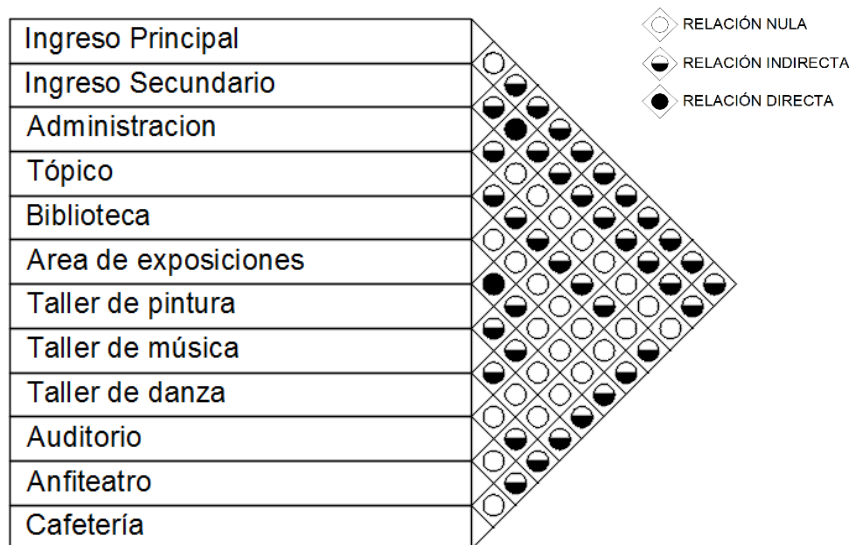 Ingreso Principal
Ingreso Secundario
Administracion
Tópico
Biblioteca
Area de exposiciones
Taller de pintura
Taller de música
Taller de danza
Auditorio
Anfiteatro
Cafetería
RELACIÓN NULA
RELACIÓN INDIRECTA
RELACIÓN DIRECTA